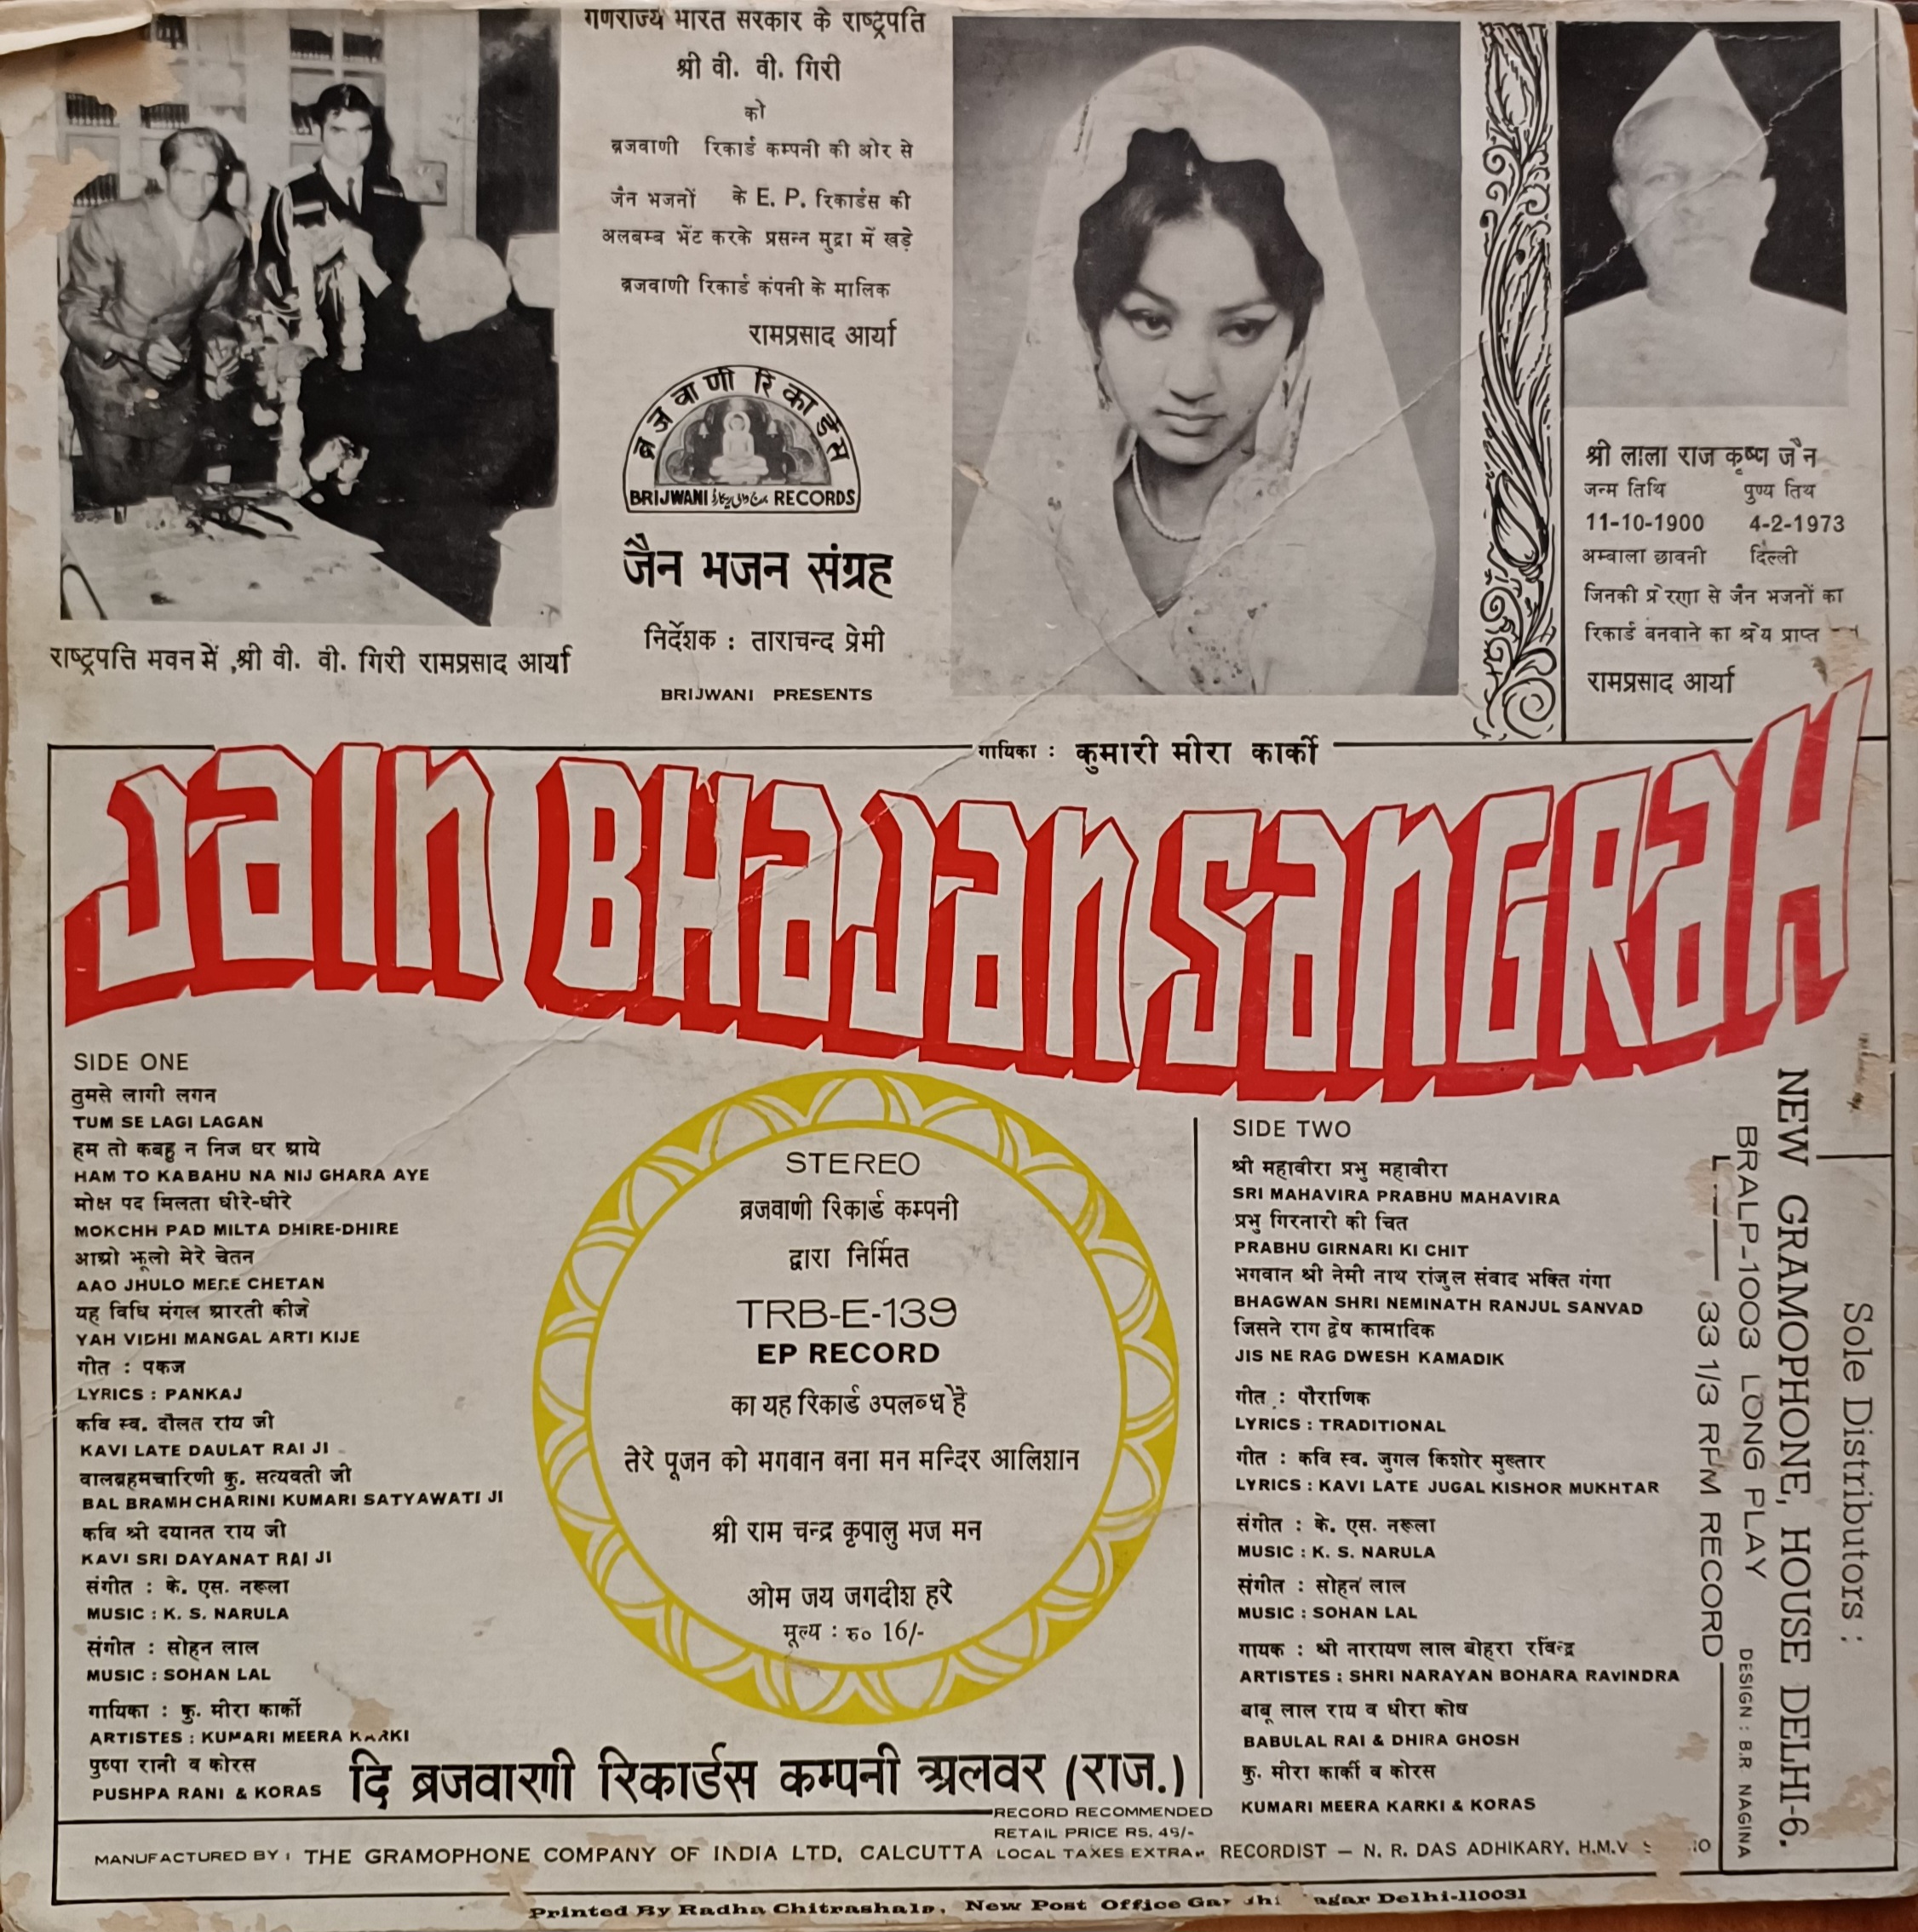 गणराज्य भारत सरकार के राष्ट्रपति
श्री वी. वी. गिरी
को
ब्रजवाणी रिकार्ड कम्पनी की ओर से
जैन भजनों के E. P. रिकार्डस की
अलबम्ब भेंट करके प्रसन्न मुद्रा में खड़े
ब्रजवाणी रिकार्ड कंपनी के मालिक
रामप्रसाद आर्या
ब्रजवाणी रिकार्डस
BRIJWANI RECORDS
जैन भजन संग्रह
निर्देशक : ताराचन्द प्रेमी
BRIJWANI PRESENTS
राष्ट्रपति भवन में ,श्री वी. वी. गिरी रामप्रसाद आर्या
श्री लाला राज कृष्ण जैन
जन्म तिथि पुण्य तिथ
11-10-1900 4-2-1973
अम्बाला छावनी दिल्ली
जिनकी प्रेरणा से जैन भजनों का
रिकार्ड बनवाने का श्रेय प्राप्त
रामप्रसाद आर्या
गायिका : कुमारी मीरा कार्की
JAIN BHAJAN SANGRAH
SIDE ONE
तुमसे लागी लगन
TUM SE LAGI LAGAN
हम तो कबहु न निज घर आये
HAM TO KABAHU NA NIJ GHARA AYE
मोक्ष पद मिलता धीरे-धीरे
MOKCHH PAD MILTA DHIRE-DHIRE
आओ झूलो मेरे चेतन
AAO JHULO MERE CHETAN
यह विधि मंगल आरती कीजे
YAH VIDHI MANGAL ARTI KIJE
गीत : पकज
LYRICS : PANKAJ
कवि स्व. दौलत राय जी
KAVI LATE DAULAT RAI JI
वालब्रहमचारिणी कु. सत्यवती जी
BAL BRAMHCHARINI KUMARI SATYAWATI JI
कवि श्री दयानत राय जी
KAVI SRI DAYANAT RAI JI
संगीत : के. एस. नरूला
MUSIC : K. S. NARULA
संगीत : सोहन लाल
MUSIC : SOHAN LAL
गायिका : कु. मीरा कार्की
ARTISTES : KUMARI MEERA KARKI
पुष्पा रानी व कोरस
PUSHPA RANI & KORAS
STEREO
ब्रजवाणी रिकार्ड कम्पनी
द्वारा निर्मित
TRB-E-139
EP RECORD
का यह रिकार्ड उपलब्ध है
तेरे पूजन को भगवान बना मन मन्दिर आलिशान
श्री राम चन्द्र कृपालु भज मन
ओम जय जगदीश हरे
मूल्य : रु० 16/-
दि ब्रजवाणी रिकार्डस कम्पनी अलवर (राज.)
SIDE TWO
श्री महावीरा प्रभु महावीरा
SRI MAHAVIRA PRABHU MAHAVIRA
प्रभु गिरनारी की चित
PRABHU GIRNARI KI CHIT
भगवान श्री नेमी नाथ रांजुल संवाद भक्ति गंगा
BHAGWAN SHRI NEMINATH RANJUL SANVAD
जिसने राग द्वेष कामादिक
JIS NE RAG DWESH KAMADIK
गीत : पौराणिक
LYRICS : TRADITIONAL
गीत : कवि स्व. जुगल किशोर मुख्तार
LYRICS : KAVI LATE JUGAL KISHOR MUKHTAR
संगीत : के. एस. नरूला
MUSIC : K. S. NARULA
संगीत : सोहन लाल
MUSIC : SOHAN LAL
गायक : श्री नारायण लाल बोहरा रविन्द्र
ARTISTES : SHRI NARAYAN BOHARA RAVINDRA
बाबू लाल राय व धीरा कोष
BABULAL RAI & DHIRA GHOSH
कु. मीरा कार्की व कोरस
KUMARI MEERA KARKI & KORAS
Sole Distributors :
NEW GRAMOPHONE, HOUSE DELHI-6.
BRALP-1003 LONG PLAY
DESIGN : B.R NAGINA
33 1/3 RPM RECORD
RECORD RECOMMENDED
RETAIL PRICE RS. 45/-
LOCAL TAXES EXTRA
MANUFACTURED BY : THE GRAMOPHONE COMPANY OF INDIA LTD, CALCUTTA
RECORDIST – N. R. DAS ADHIKARY, H.M.V
Printed By Radha Chitrashala, New Post Office Gandhi Nagar Delhi-110031